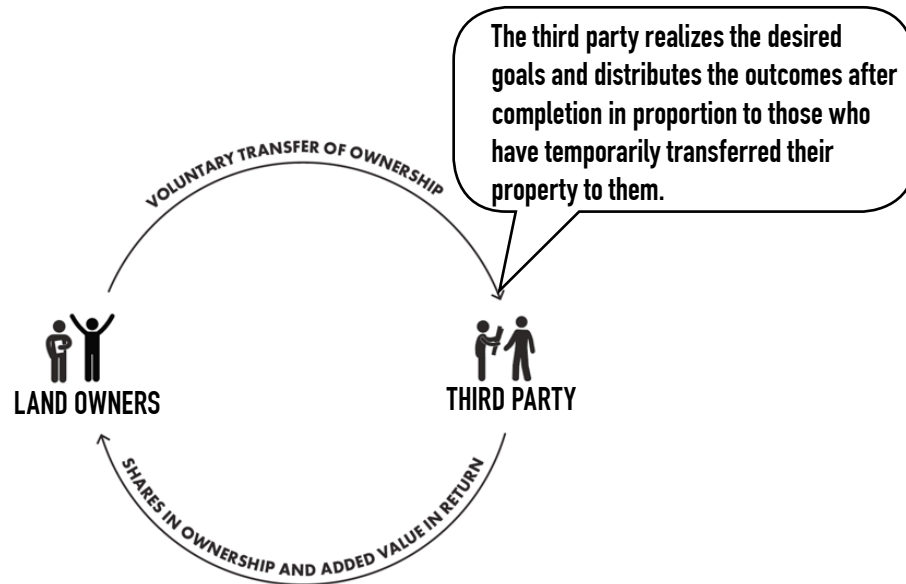 The third party realizes the desired
goals and distributes the outcomes after
completion in proportion to those who
have temporarily transferred their
property to them.
VOLUNTARY TRANSFER OF OWNERSHIP
LAND OWNERS
THIRD PARTY
SHARES IN OWNERSHIP AND ADDED VALUE IN RETURN